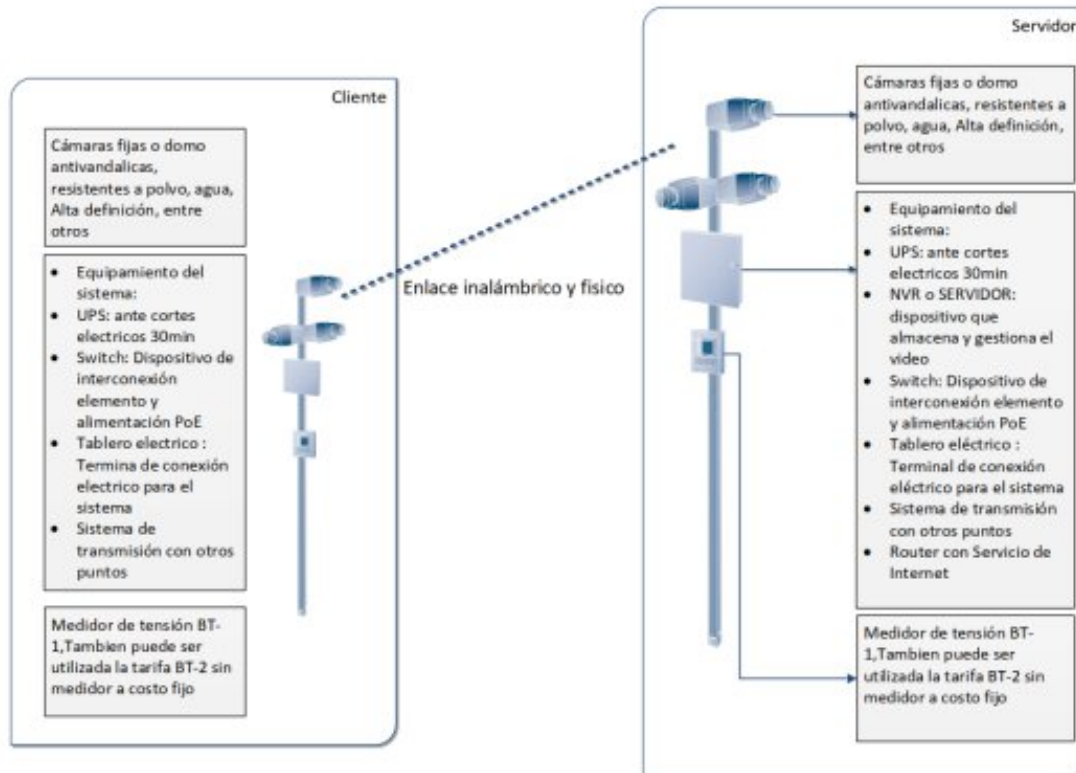 Cliente
Cámaras fijas o domo
antivandalicas,
resistentes a polvo, agua,
Alta definición, entre
otros
• Equipamiento del
sistema:
• UPS: ante cortes
electricos 30min
• Switch: Dispositivo de
interconexión
elemento y
alimentación PoE
• Tablero electrico :
Termina de conexión
electrico para el
sistema
• Sistema de
transmisión con otros
puntos
Medidor de tensión BT-
1,Tambien puede ser
utilizada la tarifa BT-2 sin
medidor a costo fijo
Enlace inalámbrico y fisico
Servidor
Cámaras fijas o domo
antivandalicas, resistentes a
polvo, agua, Alta definición,
entre otros
• Equipamiento del
sistema:
• UPS: ante cortes
electricos 30min
• NVR o SERVIDOR:
dispositivo que
almacena y gestiona el
video
• Switch: Dispositivo de
interconexión elemento
y alimentación PoE
• Tablero eléctrico :
Terminal de conexión
eléctrico para el sistema
• Sistema de transmisión
con otros puntos
• Router con Servicio de
Internet
Medidor de tensión BT-
1,Tambien puede ser
utilizada la tarifa BT-2 sin
medidor a costo fijo